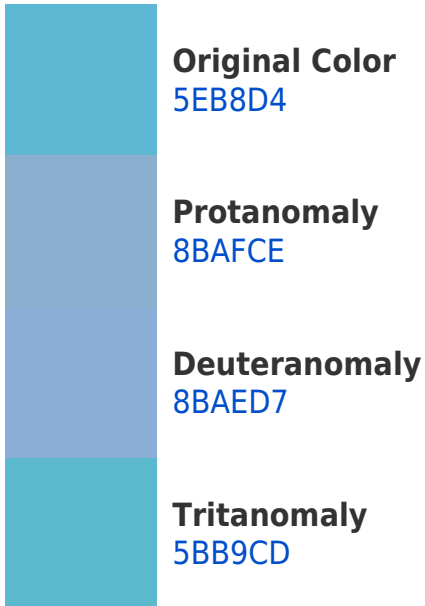 Original Color
5EB8D4
Protanomaly
8BAFCE
Deuteranomaly
8BAED7
Tritanomaly
5BB9CD